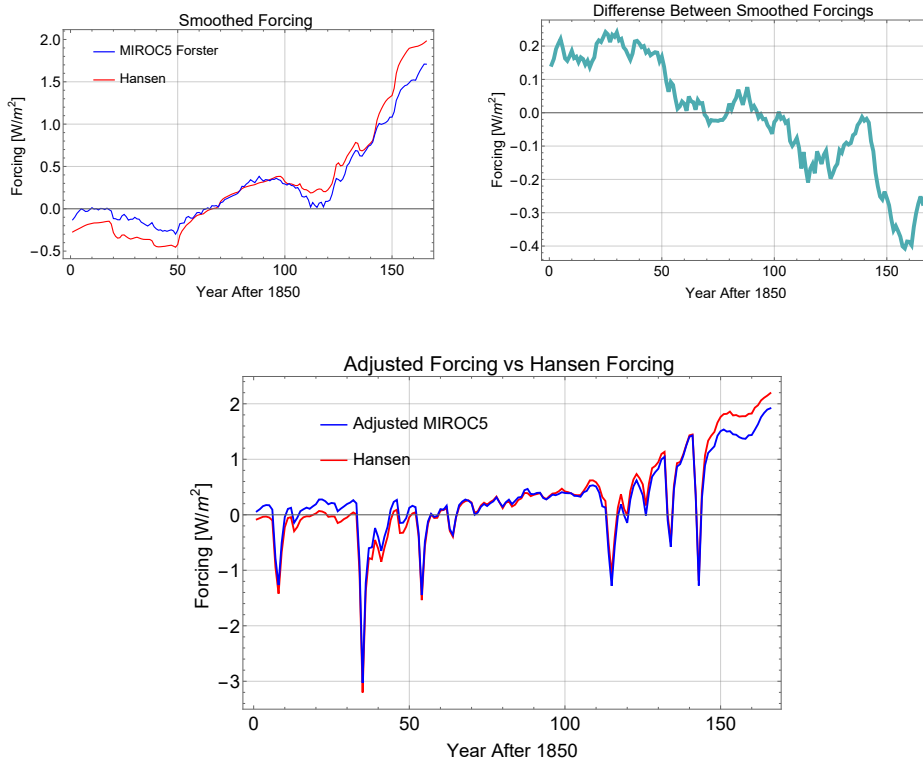 Smoothed Forcing
MIROC5 Forster
Hansen
Forcing [W/m²]
2.0
1.5
1.0
0.5
0.0
−0.5
0
50
100
150
Year After 1850
Differense Between Smoothed Forcings
Forcing [W/m²]
0.2
0.1
0.0
−0.1
−0.2
−0.3
−0.4
0
50
100
150
Year After 1850
Adjusted Forcing vs Hansen Forcing
Adjusted MIROC5
Hansen
Forcing [W/m²]
2
1
0
−1
−2
−3
0
50
100
150
Year After 1850